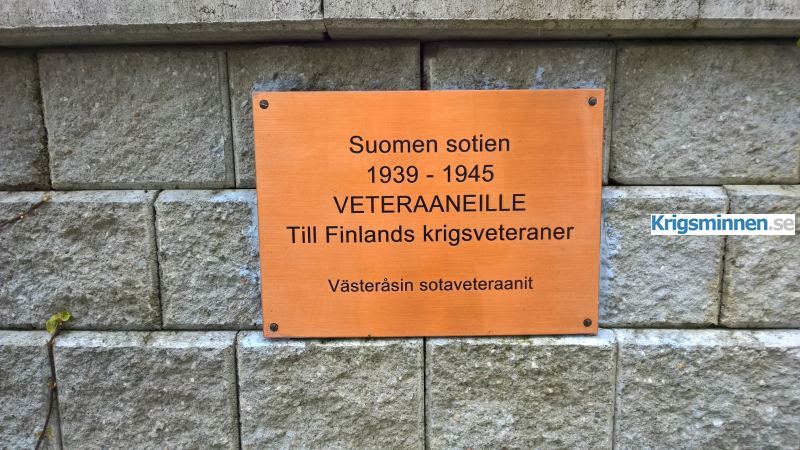 Suomen sotien
1939 - 1945
VETERAANEILLE
Till Finlands krigsveteraner
Västeråsin sotaveteraanit
Krigsminnen.se